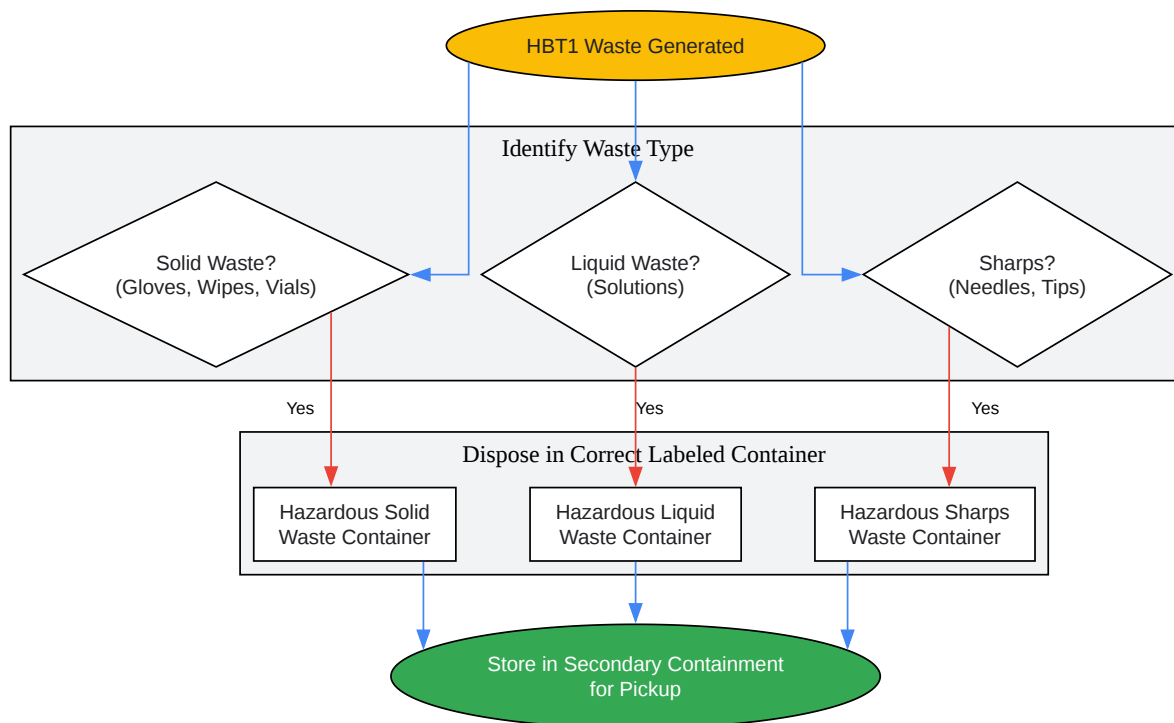 HBT1 Waste Generated
Identify Waste Type
Solid Waste?
(Gloves, Wipes, Vials)
Liquid Waste?
(Solutions)
Sharps?
(Needles, Tips)
Yes
Yes
Yes
Dispose in Correct Labeled Container
Hazardous Solid
Waste Container
Hazardous Liquid
Waste Container
Hazardous Sharps
Waste Container
Store in Secondary Containment
for Pickup